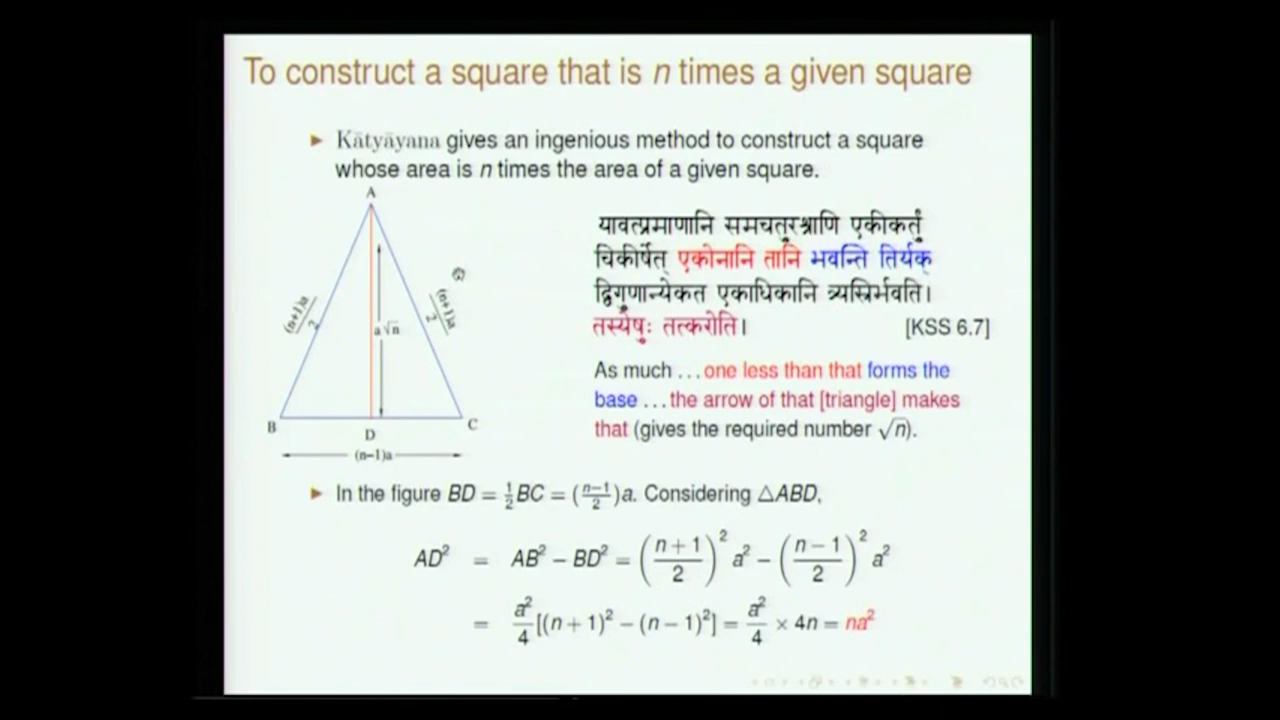 To construct a square that is n times a given square
► Kātyāyana gives an ingenious method to construct a square
whose area is n times the area of a given square.
A
(n+1)a/2
(n+1)a/2
a√n
B
D
C
(n–1)a
यावत्प्रमाणानि समचतुरश्राणि एकीकर्तुं
चिकीर्षेत् एकोनानि तानि भवन्ति तिर्यक्
द्विगुणान्येकत एकाधिकानि त्र्यस्रिर्भवति।
तस्येषुः तत्करोति। [KSS 6.7]
As much ... one less than that forms the
base ... the arrow of that [triangle] makes
that (gives the required number √n).
► In the figure BD = ½BC = ((n−1)/2)a. Considering △ABD,
AD² = AB² − BD² = ((n + 1)/2)² a² − ((n − 1)/2)² a²
= a²/4 [(n + 1)² − (n − 1)²] = a²/4 × 4n = na²